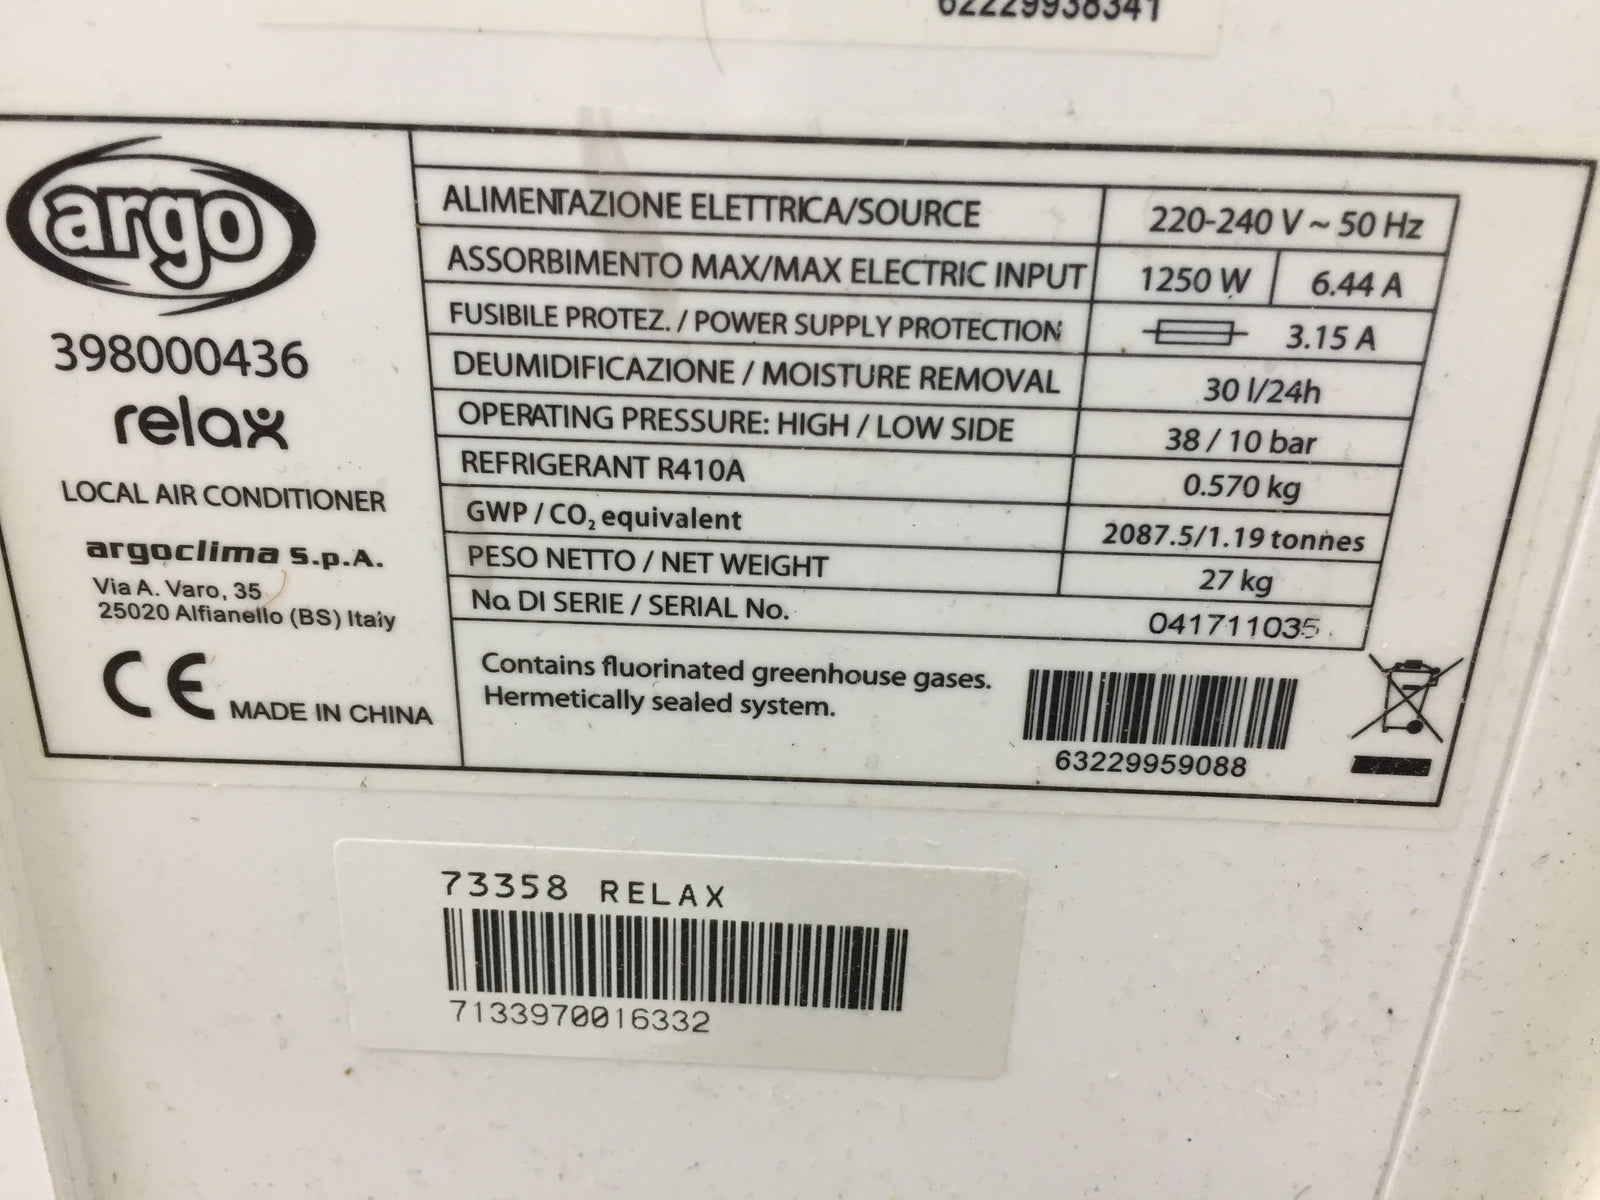 62229938341
argo
398000436
relax
LOCAL AIR CONDITIONER
argoclima s.p.A.
Via A. Varo, 35
25020 Alfianello (BS) Italy
CE MADE IN CHINA
ALIMENTAZIONE ELETTRICA/SOURCE 220-240 V ~ 50 Hz
ASSORBIMENTO MAX/MAX ELECTRIC INPUT 1250 W 6.44 A
FUSIBILE PROTEZ. / POWER SUPPLY PROTECTION 3.15 A
DEUMIDIFICAZIONE / MOISTURE REMOVAL 30 l/24h
OPERATING PRESSURE: HIGH / LOW SIDE 38 / 10 bar
REFRIGERANT R410A 0.570 kg
GWP / CO₂ equivalent 2087.5/1.19 tonnes
PESO NETTO / NET WEIGHT 27 kg
No DI SERIE / SERIAL No. 041711035
Contains fluorinated greenhouse gases.
Hermetically sealed system.
63229959088
73358 RELAX
7133970016332